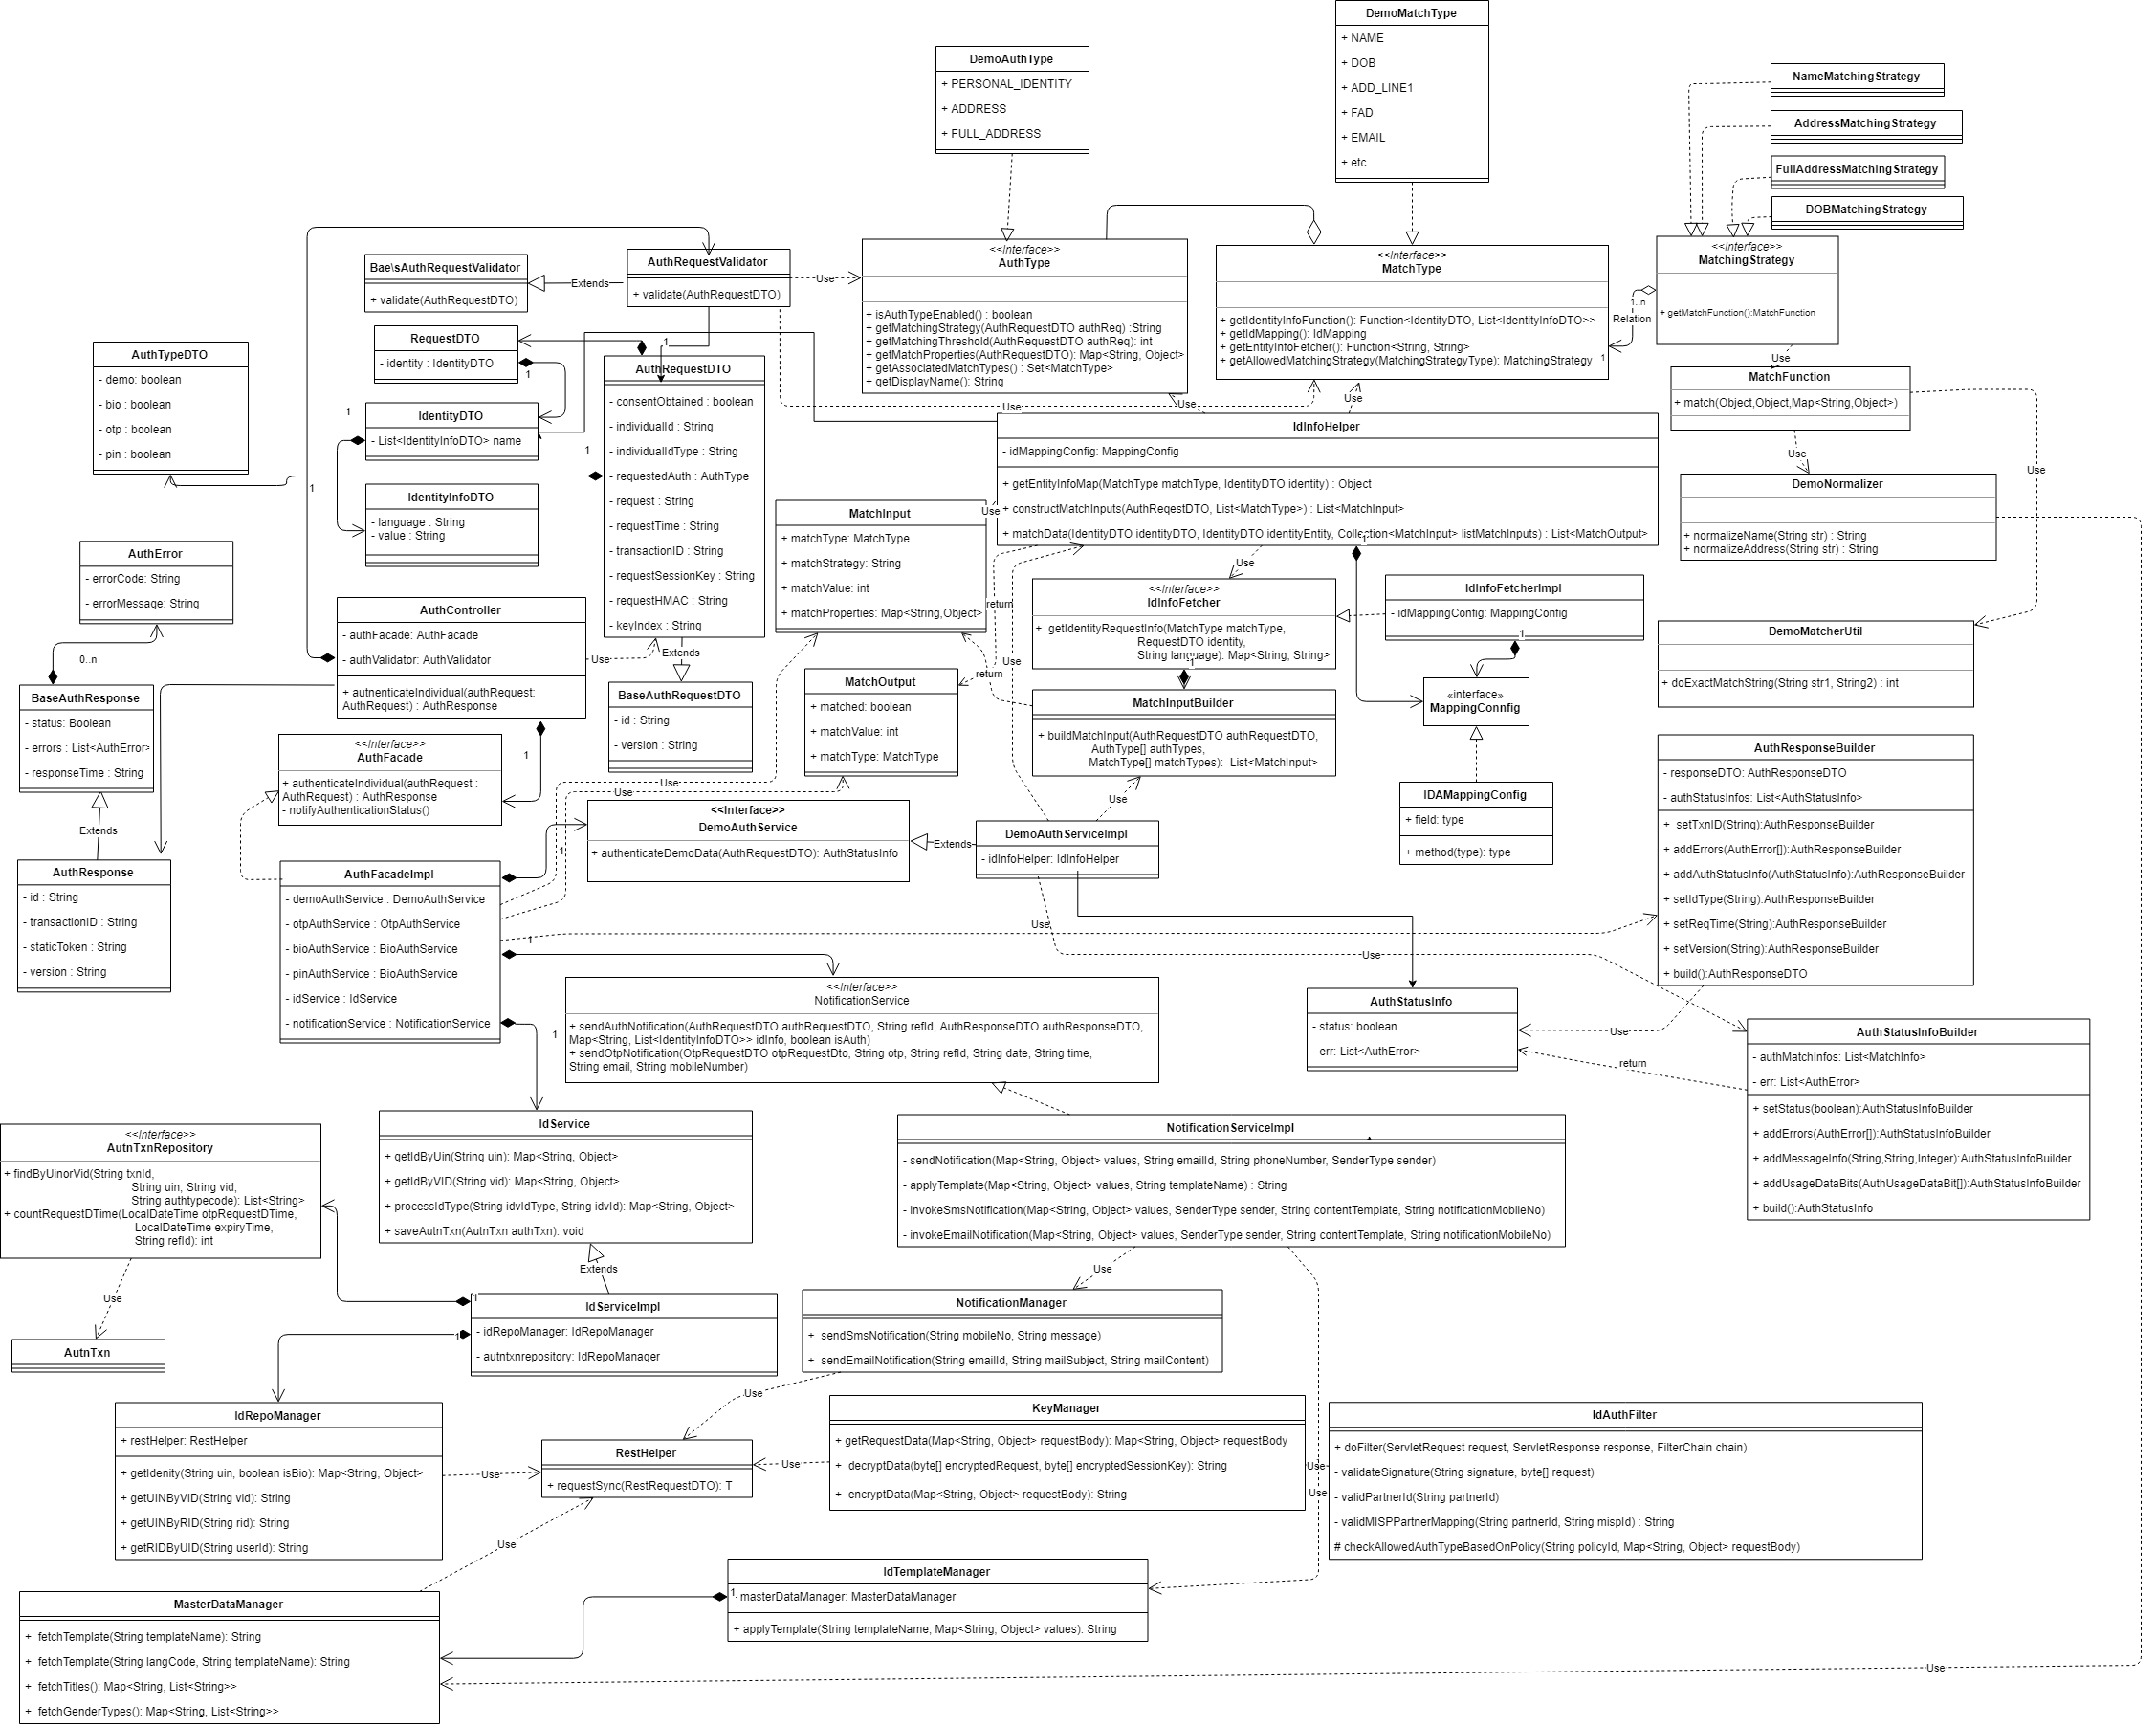 DemoMatchType
+ NAME
+ DOB
+ ADD_LINE1
+ FAD
+ EMAIL
+ etc...
DemoAuthType
+ PERSONAL_IDENTITY
+ ADDRESS
+ FULL_ADDRESS
NameMatchingStrategy
AddressMatchingStrategy
FullAddressMatchingStrategy
DOBMatchingStrategy
Bae\sAuthRequestValidator
+ validate(AuthRequestDTO)
Extends
AuthRequestValidator
+ validate(AuthRequestDTO)
Use
<<Interface>>
AuthType
+ isAuthTypeEnabled() : boolean
+ getMatchingStrategy(AuthRequestDTO authReq) :String
+ getMatchingThreshold(AuthRequestDTO authReq): int
+ getMatchProperties(AuthRequestDTO): Map<String, Object>
+ getAssociatedMatchTypes() : Set<MatchType>
+ getDisplayName(): String
<<Interface>>
MatchType
+ getIdentityInfoFunction(): Function<IdentityDTO, List<IdentityInfoDTO>>
+ getIdMapping(): IdMapping
+ getEntityInfoFetcher(): Function<String, String>
+ getAllowedMatchingStrategy(MatchingStrategyType): MatchingStrategy
1..n
Relation
1
<<Interface>>
MatchingStrategy
+ getMatchFunction():MatchFunction
Use
MatchFunction
+ match(Object,Object,Map<String,Object>)
Use
Use
DemoNormalizer
+ normalizeName(String str) : String
+ normalizeAddress(String str) : String
DemoMatcherUtil
+ doExactMatchString(String str1, String2) : int
RequestDTO
- identity : IdentityDTO
1
IdentityDTO
- List<IdentityInfoDTO> name
1
IdentityInfoDTO
- language : String
- value : String
AuthTypeDTO
- demo: boolean
- bio : boolean
- otp : boolean
- pin : boolean
1
1
1
AuthRequestDTO
- consentObtained : boolean
- individualId : String
- individualIdType : String
- requestedAuth : AuthType
- request : String
- requestTime : String
- transactionID : String
- requestSessionKey : String
- requestHMAC : String
- keyIndex : String
Extends
BaseAuthRequestDTO
- id : String
- version : String
Use
Use
Use
IdInfoHelper
- idMappingConfig: MappingConfig
+ getEntityInfoMap(MatchType matchType, IdentityDTO identity) : Object
+ constructMatchInputs(AuthReqestDTO, List<MatchType>) : List<MatchInput>
+ matchData(IdentityDTO identityDTO, IdentityDTO identityEntity, Collection<MatchInput> listMatchInputs) : List<MatchOutput>
1
Use
MatchInput
+ matchType: MatchType
+ matchStrategy: String
+ matchValue: int
+ matchProperties: Map<String,Object>
return
return
Use
Use
MatchOutput
+ matched: boolean
+ matchValue: int
+ matchType: MatchType
<<Interface>>
IdInfoFetcher
+ getIdentityRequestInfo(MatchType matchType,
RequestDTO identity,
String language): Map<String, String>
1
IdInfoFetcherImpl
- idMappingConfig: MappingConfig
1
MatchInputBuilder
+ buildMatchInput(AuthRequestDTO authRequestDTO,
AuthType[] authTypes,
MatchType[] matchTypes): List<MatchInput>
Use
«interface»
MappingConnfig
IDAMappingConfig
+ field: type
+ method(type): type
AuthError
- errorCode: String
- errorMessage: String
0..n
BaseAuthResponse
- status: Boolean
- errors : List<AuthError>
- responseTime : String
Extends
AuthResponse
- id : String
- transactionID : String
- staticToken : String
- version : String
AuthController
- authFacade: AuthFacade
- authValidator: AuthValidator
+ autnenticateIndividual(authRequest:
AuthRequest) : AuthResponse
Use
1
<<Interface>>
AuthFacade
+ authenticateIndividual(authRequest :
AuthRequest) : AuthResponse
- notifyAuthenticationStatus()
AuthFacadeImpl
- demoAuthService : DemoAuthService
- otpAuthService : OtpAuthService
- bioAuthService : BioAuthService
- pinAuthService : BioAuthService
- idService : IdService
- notificationService : NotificationService
Use
Use
1
1
1
Use
<<Interface>>
DemoAuthService
+ authenticateDemoData(AuthRequestDTO): AuthStatusInfo
Extends
DemoAuthServiceImpl
- idInfoHelper: IdInfoHelper
Use
AuthResponseBuilder
- responseDTO: AuthResponseDTO
- authStatusInfos: List<AuthStatusInfo>
+ setTxnID(String):AuthResponseBuilder
+ addErrors(AuthError[]):AuthResponseBuilder
+ addAuthStatusInfo(AuthStatusInfo):AuthResponseBuilder
+ setIdType(String):AuthResponseBuilder
+ setReqTime(String):AuthResponseBuilder
+ setVersion(String):AuthResponseBuilder
+ build():AuthResponseDTO
Use
return
AuthStatusInfo
- status: boolean
- err: List<AuthError>
AuthStatusInfoBuilder
- authMatchInfos: List<MatchInfo>
- err: List<AuthError>
+ setStatus(boolean):AuthStatusInfoBuilder
+ addErrors(AuthError[]):AuthStatusInfoBuilder
+ addMessageInfo(String,String,Integer):AuthStatusInfoBuilder
+ addUsageDataBits(AuthUsageDataBit[]):AuthStatusInfoBuilder
+ build():AuthStatusInfo
<<Interface>>
NotificationService
+ sendAuthNotification(AuthRequestDTO authRequestDTO, String refId, AuthResponseDTO authResponseDTO,
Map<String, List<IdentityInfoDTO>> idInfo, boolean isAuth)
+ sendOtpNotification(OtpRequestDTO otpRequestDto, String otp, String refId, String date, String time,
String email, String mobileNumber)
NotificationServiceImpl
- sendNotification(Map<String, Object> values, String emailId, String phoneNumber, SenderType sender)
- applyTemplate(Map<String, Object> values, String templateName) : String
- invokeSmsNotification(Map<String, Object> values, SenderType sender, String contentTemplate, String notificationMobileNo)
- invokeEmailNotification(Map<String, Object> values, SenderType sender, String contentTemplate, String notificationMobileNo)
Use
Use
IdService
+ getIdByUin(String uin): Map<String, Object>
+ getIdByVID(String vid): Map<String, Object>
+ processIdType(String idvIdType, String idvId): Map<String, Object>
+ saveAutnTxn(AutnTxn authTxn): void
Extends
<<Interface>>
AutnTxnRepository
+ findByUinorVid(String txnId,
String uin, String vid,
String authtypecode): List<String>
+ countRequestDTime(LocalDateTime otpRequestDTime,
LocalDateTime expiryTime,
String refId): int
Use
AutnTxn
1
1
IdServiceImpl
- idRepoManager: IdRepoManager
- autntxnrepository: IdRepoManager
NotificationManager
+ sendSmsNotification(String mobileNo, String message)
+ sendEmailNotification(String emailId, String mailSubject, String mailContent)
Use
IdRepoManager
+ restHelper: RestHelper
+ getIdenity(String uin, boolean isBio): Map<String, Object>
+ getUINByVID(String vid): String
+ getUINByRID(String rid): String
+ getRIDByUID(String userId): String
Use
RestHelper
+ requestSync(RestRequestDTO): T
Use
Use
KeyManager
+ getRequestData(Map<String, Object> requestBody): Map<String, Object> requestBody
+ decryptData(byte[] encryptedRequest, byte[] encryptedSessionKey): String
+ encryptData(Map<String, Object> requestBody): String
Use
IdAuthFilter
+ doFilter(ServletRequest request, ServletResponse response, FilterChain chain)
- validateSignature(String signature, byte[] request)
- validPartnerId(String partnerId)
- validMISPPartnerMapping(String partnerId, String mispId) : String
# checkAllowedAuthTypeBasedOnPolicy(String policyId, Map<String, Object> requestBody)
IdTemplateManager
1
- masterDataManager: MasterDataManager
+ applyTemplate(String templateName, Map<String, Object> values): String
MasterDataManager
+ fetchTemplate(String templateName): String
+ fetchTemplate(String langCode, String templateName): String
+ fetchTitles(): Map<String, List<String>>
+ fetchGenderTypes(): Map<String, List<String>>
Use